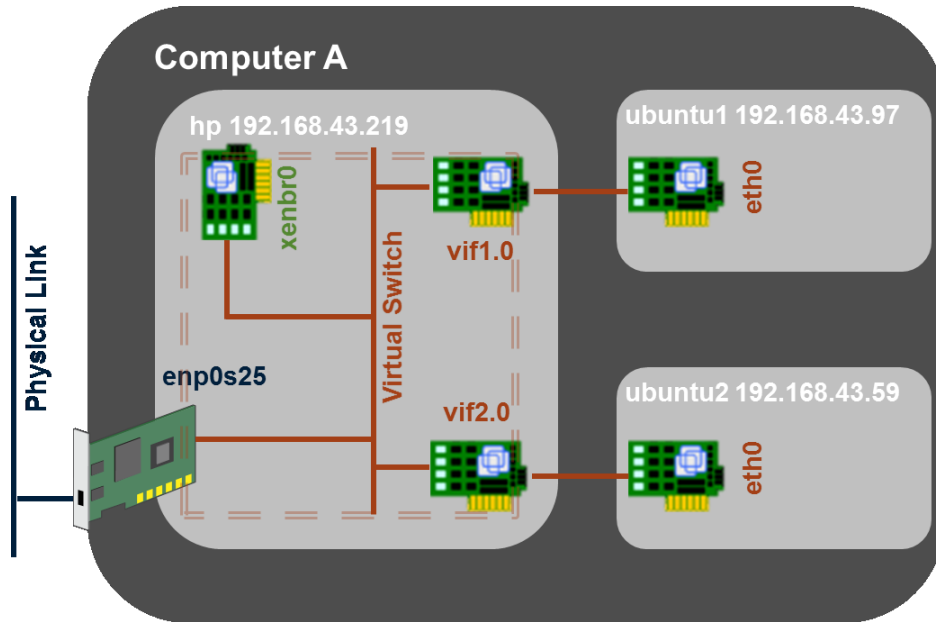 Computer A
hp 192.168.43.219
ubuntu1 192.168.43.97
xenbr0
eth0
vif1.0
Physical Link
Virtual Switch
enp0s25
ubuntu2 192.168.43.59
vif2.0
eth0